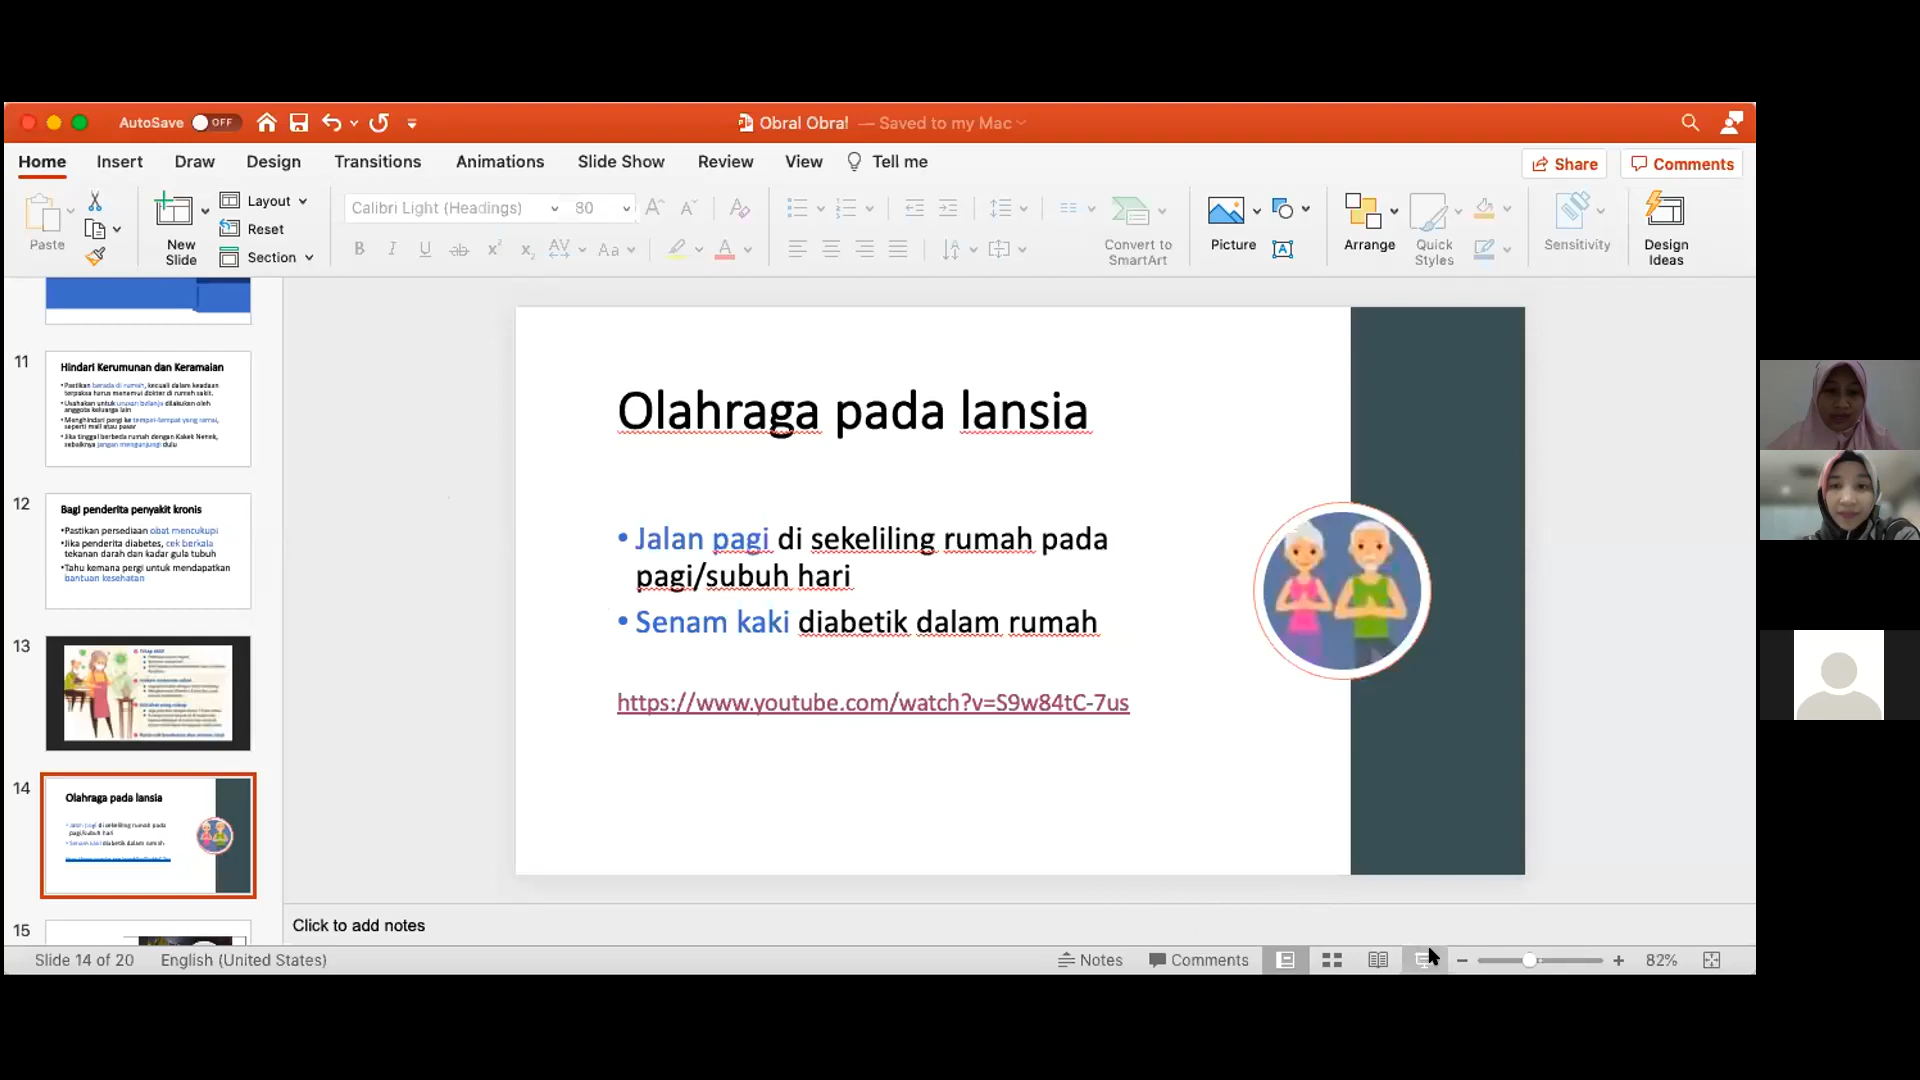 AutoSave OFF
Obral Obral — Saved to my Mac
Home Insert Draw Design Transitions Animations Slide Show Review View Tell me
Share Comments
Paste
New Slide
Layout
Reset
Section
Calibri Light (Headings) 80
Convert to SmartArt
Picture
Arrange
Quick Styles
Sensitivity
Design Ideas
11
Hindari Kerumunan dan Keramaian
•Pastikan berada di rumah, kecuali dalam keadaan
terpaksa harus menemui dokter di rumah sakit.
•Usahakan untuk urusan belanja dilakukan oleh
anggota keluarga lain
•Menghindari pergi ke tempat-tempat yang ramai,
seperti mall atau pasar
•Jika tinggal berbeda rumah dengan Kakek Nenek,
sebaiknya jangan mengunjungi dulu
12
Bagi penderita penyakit kronis
•Pastikan persediaan obat mencukupi
•Jika penderita diabetes, cek berkala
tekanan darah dan kadar gula tubuh
•Tahu kemana pergi untuk mendapatkan
bantuan kesehatan
13
14
Olahraga pada lansia
• Jalan pagi di sekeliling rumah pada
pagi/subuh hari
• Senam kaki diabetik dalam rumah
15
Olahraga pada lansia
• Jalan pagi di sekeliling rumah pada
pagi/subuh hari
• Senam kaki diabetik dalam rumah
https://www.youtube.com/watch?v=S9w84tC-7us
Click to add notes
Slide 14 of 20 English (United States)
Notes Comments 82%